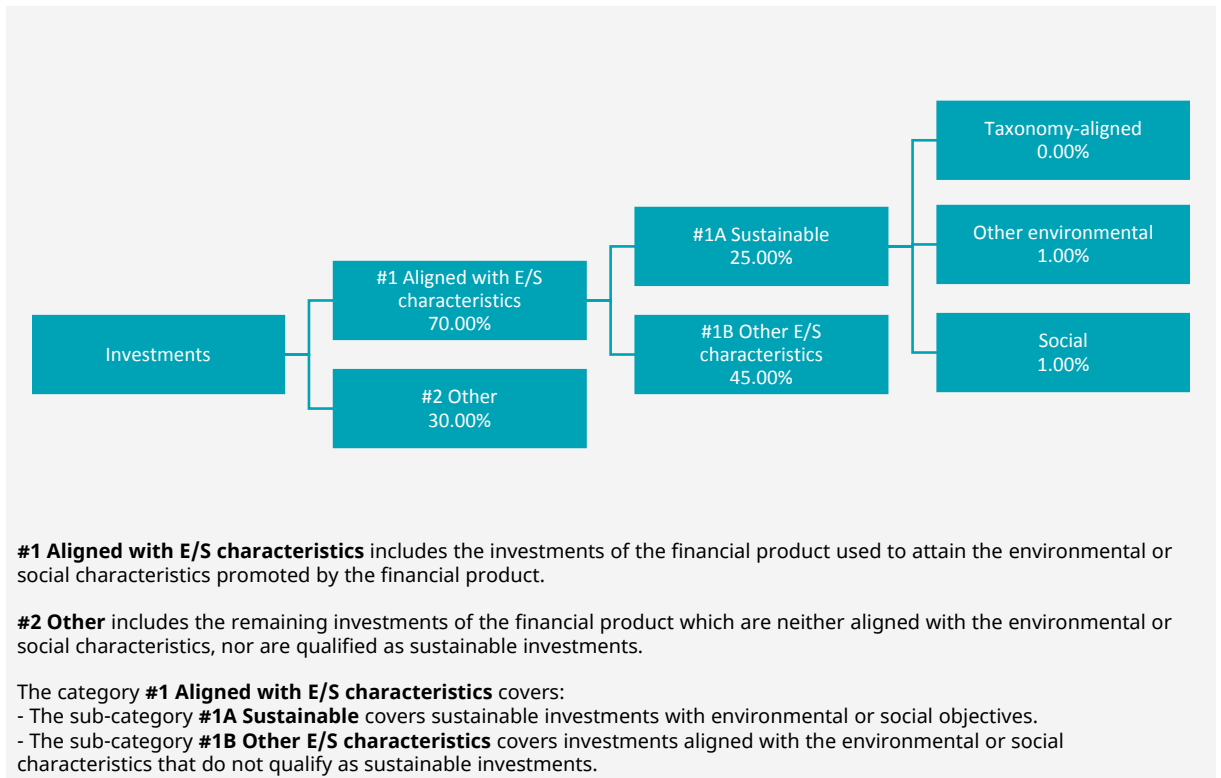 Investments
#1 Aligned with E/S
characteristics
70.00%
#2 Other
30.00%
#1A Sustainable
25.00%
#1B Other E/S
characteristics
45.00%
Taxonomy-aligned
0.00%
Other environmental
1.00%
Social
1.00%
#1 Aligned with E/S characteristics includes the investments of the financial product used to attain the environmental or
social characteristics promoted by the financial product.
#2 Other includes the remaining investments of the financial product which are neither aligned with the environmental or
social characteristics, nor are qualified as sustainable investments.
The category #1 Aligned with E/S characteristics covers:
- The sub-category #1A Sustainable covers sustainable investments with environmental or social objectives.
- The sub-category #1B Other E/S characteristics covers investments aligned with the environmental or social
characteristics that do not qualify as sustainable investments.